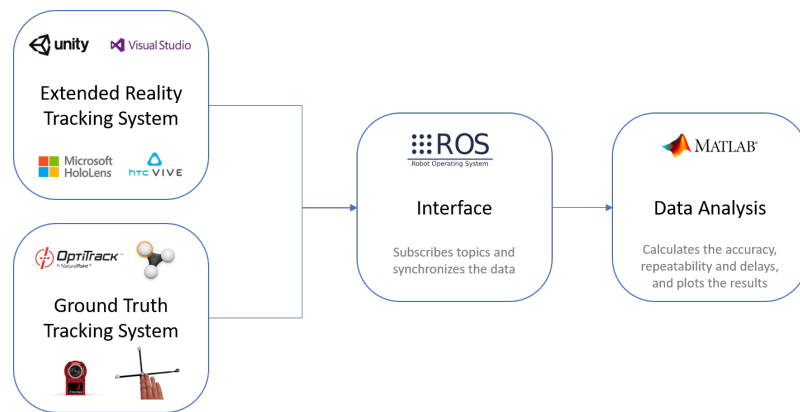 unity
Visual Studio
Extended Reality
Tracking System
Microsoft
HoloLens
hTC VIVE
OptiTrack
by NaturalPoint
Ground Truth
Tracking System
ROS
Robot Operating System
Interface
Subscribes topics and
synchronizes the data
MATLAB
Data Analysis
Calculates the accuracy,
repeatability and delays,
and plots the results